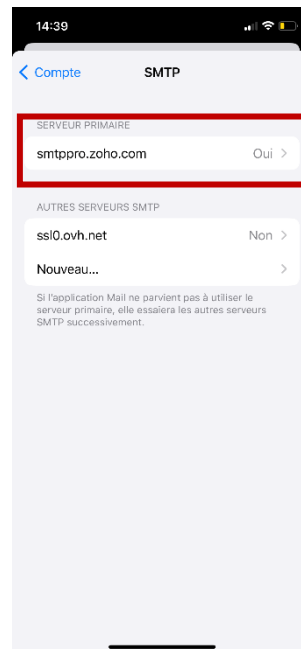 14:39
Compte
SMTP
SERVEUR PRIMAIRE
smtppro.zoho.com Oui
AUTRES SERVEURS SMTP
ssl0.ovh.net Non
Nouveau...
Si l'application Mail ne parvient pas à utiliser le
serveur primaire, elle essaiera les autres serveurs
SMTP successivement.